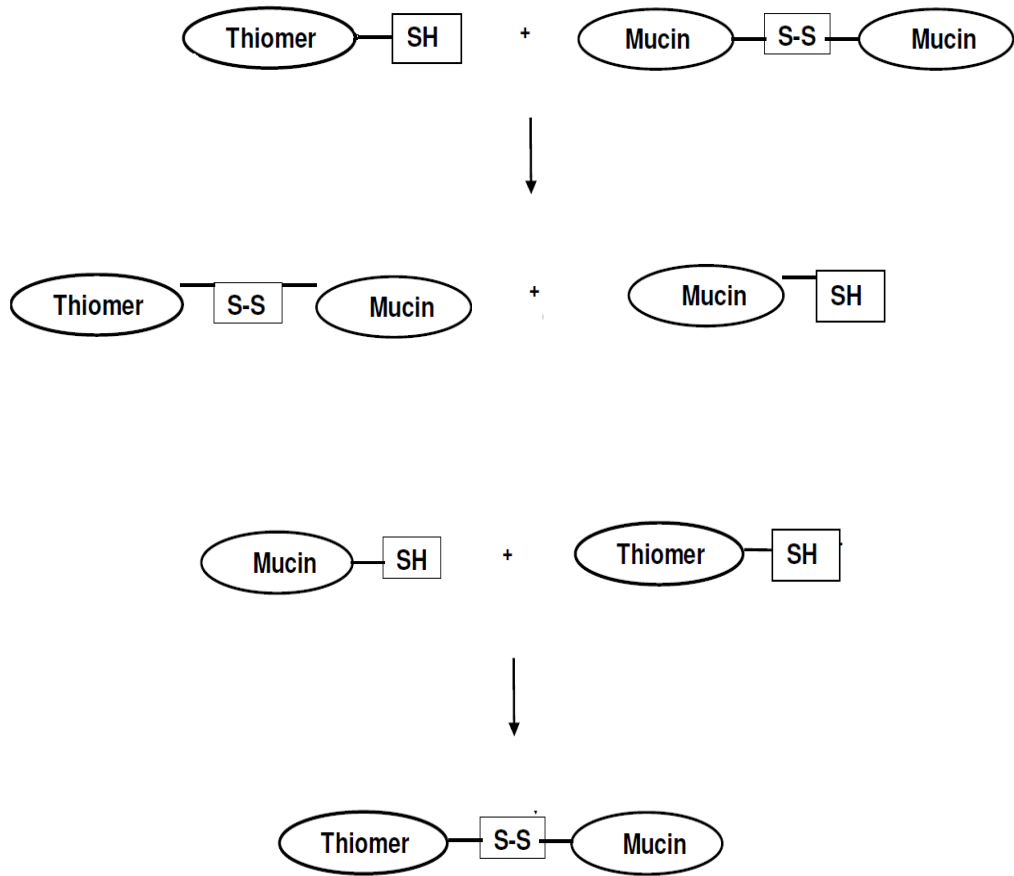 Thiomer SH + Mucin S-S Mucin
Thiomer S-S Mucin + Mucin SH
Mucin SH + Thiomer SH
Thiomer S-S Mucin